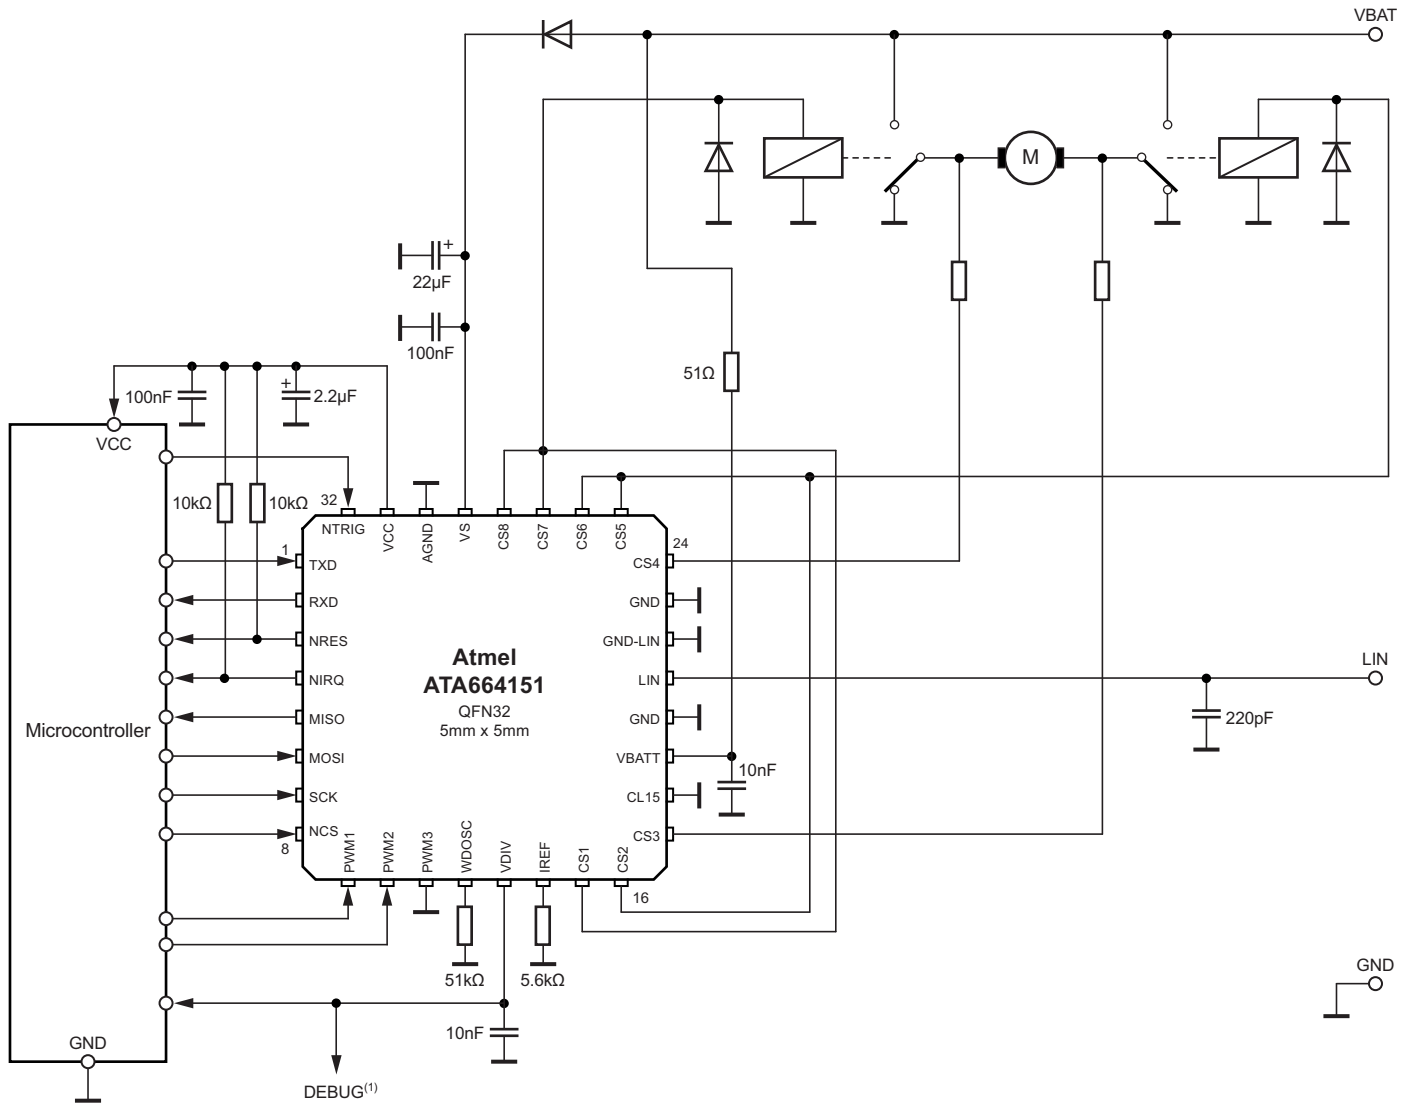 VBAT
M
22µF
+
100nF
51Ω
100nF
+
2.2µF
VCC
10kΩ
10kΩ
32
NTRIG
VCC
AGND
VS
CS8
CS7
CS6
CS5
24
1
TXD
RXD
NRES
NIRQ
MISO
MOSI
SCK
NCS
8
CS4
GND
GND-LIN
LIN
GND
VBATT
CL15
CS3
Atmel
ATA664151
QFN32
5mm x 5mm
Microcontroller
LIN
220pF
10nF
PWM1
PWM2
PWM3
WDOSC
VDIV
IREF
CS1
CS2
16
51kΩ
5.6kΩ
GND
10nF
GND
DEBUG(1)